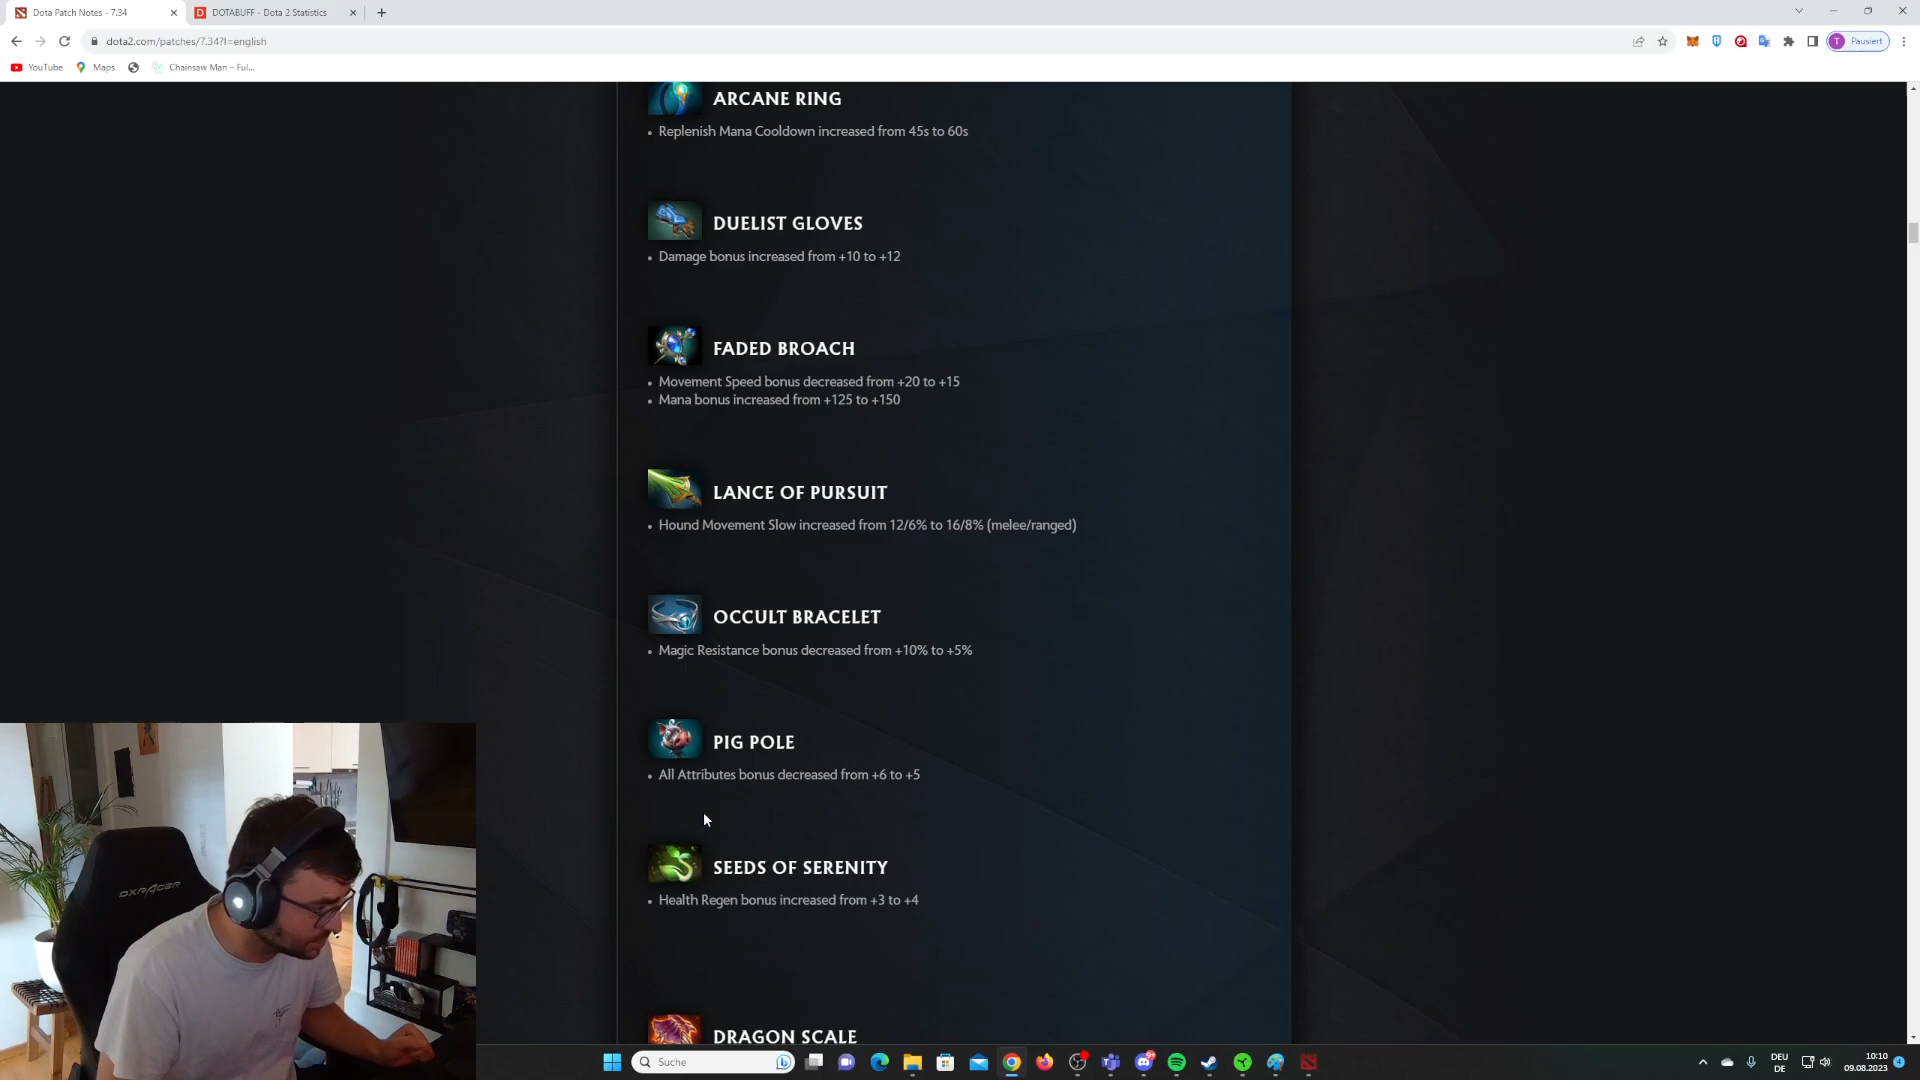 Dota Patch Notes - 7.34
DOTABUFF - Dota 2 Statistics
dota2.com/patches/7.34?l=english
Pausiert
YouTube
Maps
Chainsaw Man – Ful...
ARCANE RING
Replenish Mana Cooldown increased from 45s to 60s
DUELIST GLOVES
Damage bonus increased from +10 to +12
FADED BROACH
Movement Speed bonus decreased from +20 to +15
Mana bonus increased from +125 to +150
LANCE OF PURSUIT
Hound Movement Slow increased from 12/6% to 16/8% (melee/ranged)
OCCULT BRACELET
Magic Resistance bonus decreased from +10% to +5%
PIG POLE
All Attributes bonus decreased from +6 to +5
SEEDS OF SERENITY
Health Regen bonus increased from +3 to +4
DRAGON SCALE
DXRACER
Suche
DEU
DE
10:10
09.08.2023
4